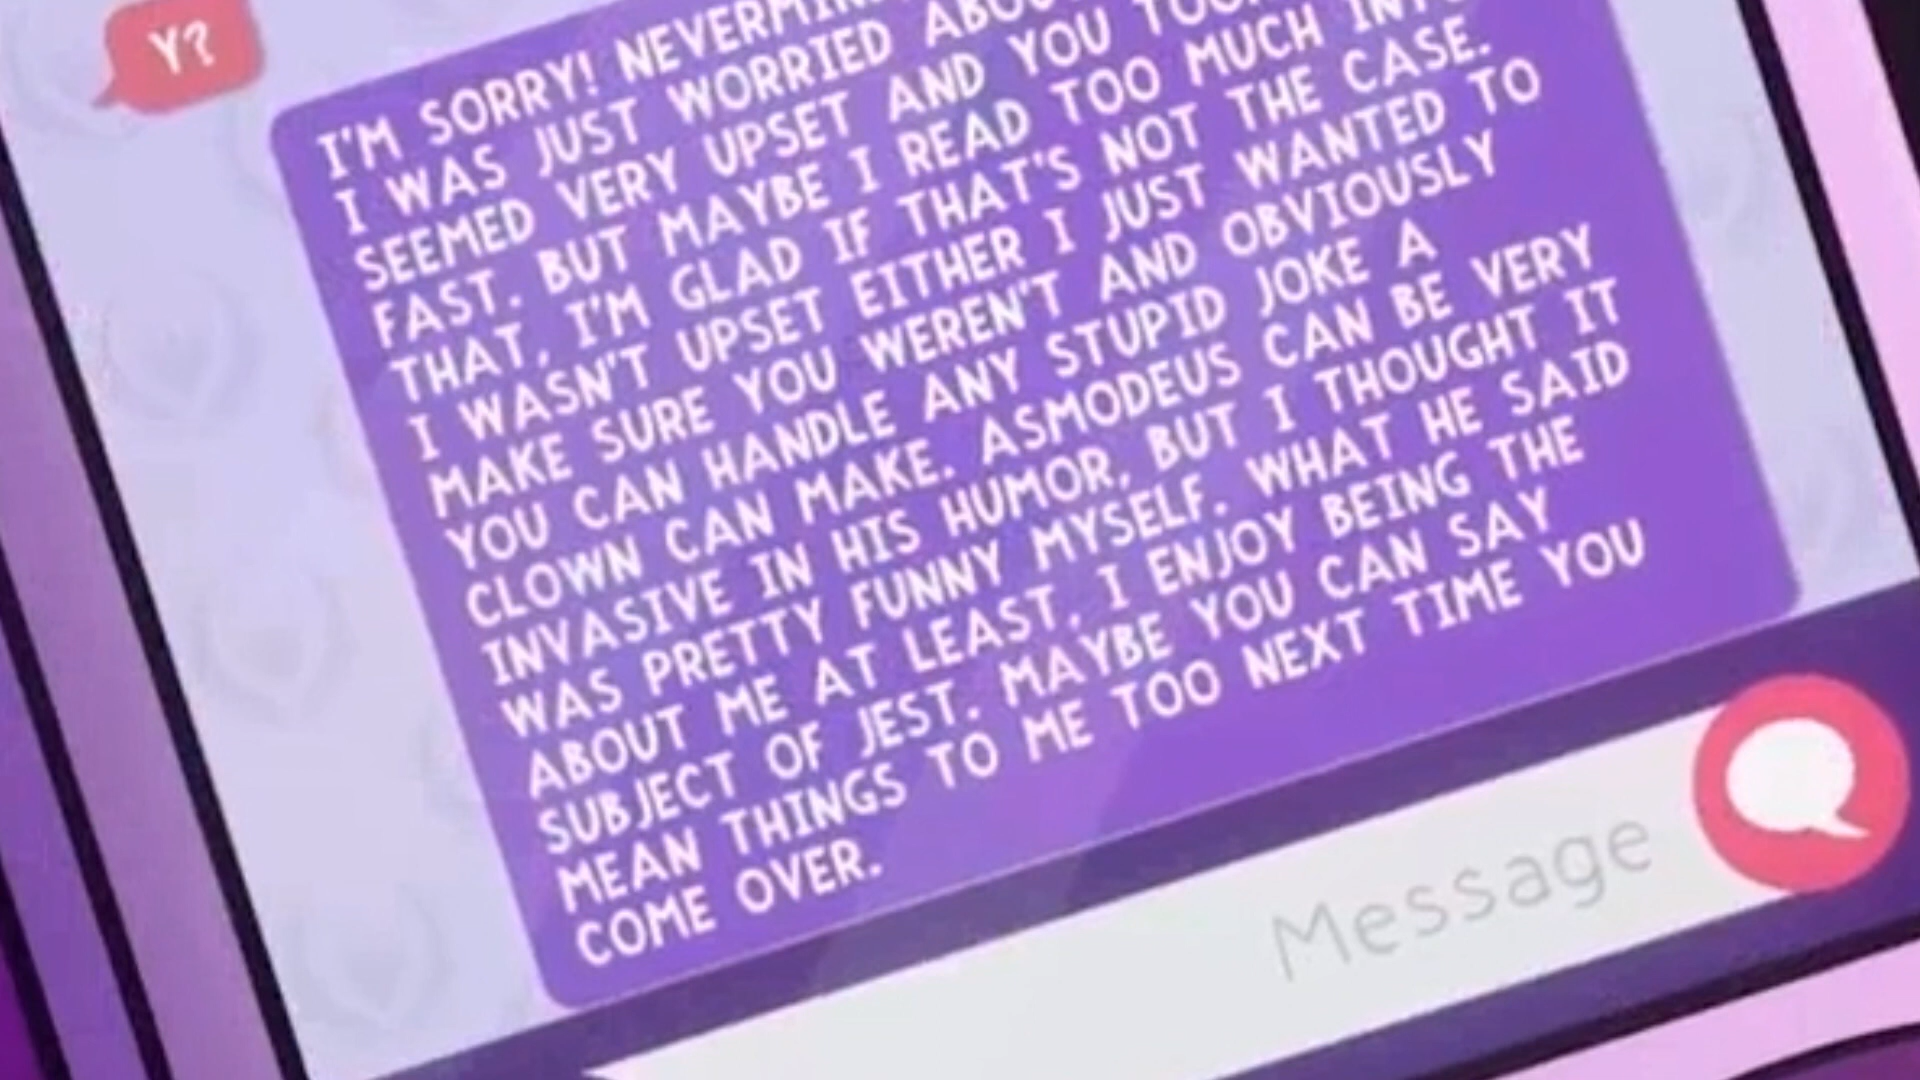 Y?
I'M SORRY!
I WAS JUST WORRIED
SEEMED VERY UPSET AND YOU
FAST. BUT MAYBE I READ TOO MUCH
THAT, I'M GLAD IF THAT'S NOT THE CASE.
I WASN'T UPSET EITHER I JUST WANTED TO
MAKE SURE YOU WEREN'T AND OBVIOUSLY
YOU CAN HANDLE ANY STUPID JOKE A
CLOWN CAN MAKE. ASMODEUS CAN BE VERY
INVASIVE IN HIS HUMOR, BUT I THOUGHT IT
WAS PRETTY FUNNY MYSELF. WHAT HE SAID
ABOUT ME AT LEAST, I ENJOY BEING THE
SUBJECT OF JEST. MAYBE YOU CAN SAY
MEAN THINGS TO ME TOO NEXT TIME YOU
COME OVER.
Message